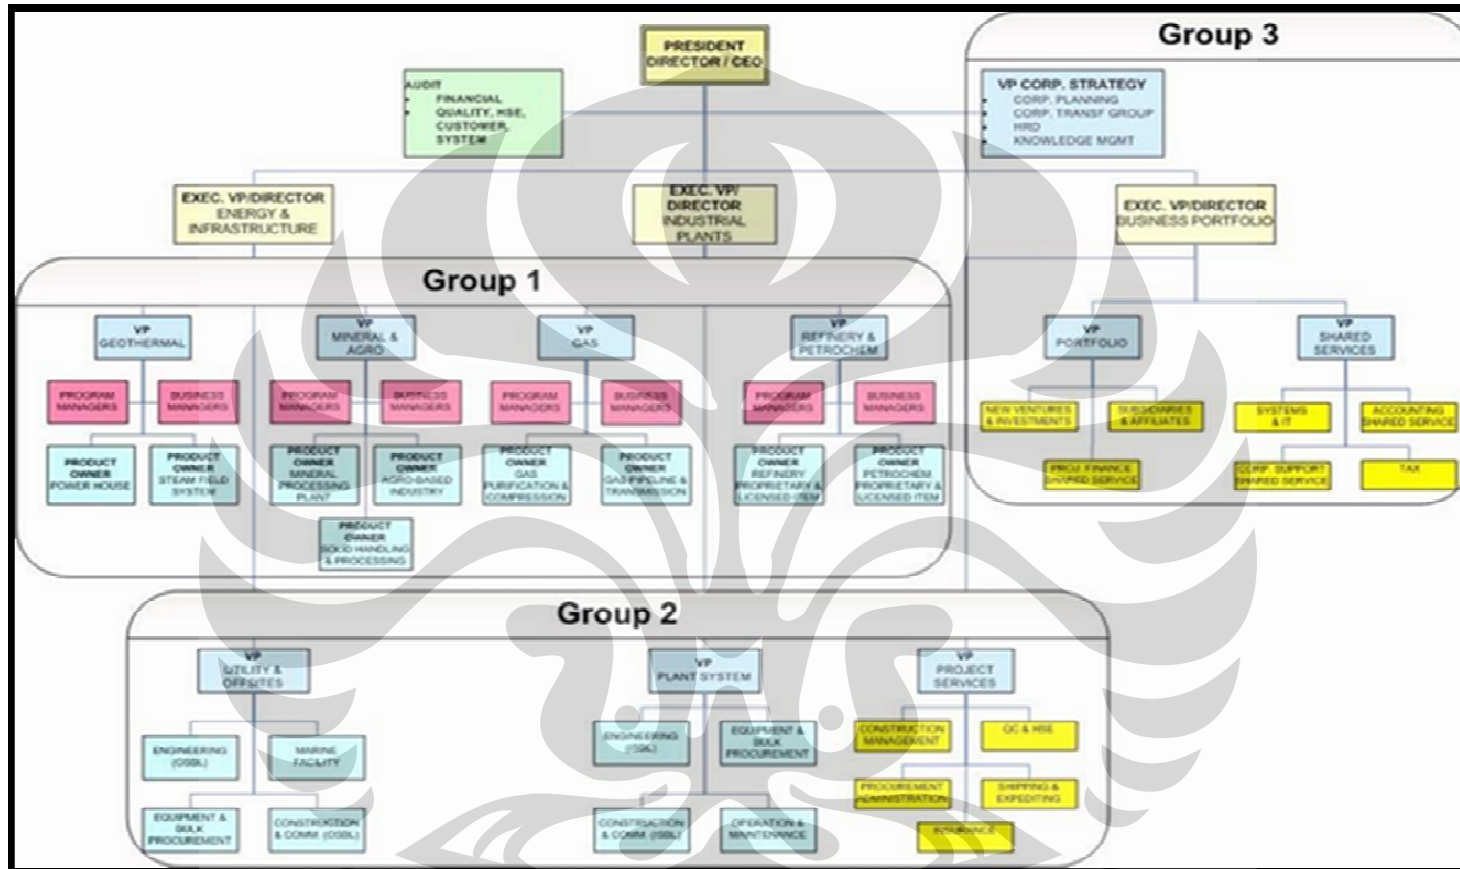 PRESIDENT
DIRECTOR / CEO
Group 3
AUDIT
• FINANCIAL
• QUALITY, HSE,
CUSTOMER,
SYSTEM
VP CORP. STRATEGY
• CORP. PLANNING
• CORP. TRANSF GROUP
• HRD
• KNOWLEDGE MGMT
EXEC. VP/DIRECTOR
ENERGY &
INFRASTRUCTURE
EXEC. VP/
DIRECTOR
INDUSTRIAL
PLANTS
EXEC. VP/DIRECTOR
BUSINESS PORTFOLIO
Group 1
VP
GEOTHERMAL
VP
MINERAL &
AGRO
VP
GAS
VP
REFINERY &
PETROCHEM
VP
PORTFOLIO
VP
SHARED
SERVICES
PROGRAM
MANAGERS
BUSINESS
MANAGERS
PROGRAM
MANAGERS
BUSINESS
MANAGERS
PROGRAM
MANAGERS
BUSINESS
MANAGERS
PROGRAM
MANAGERS
BUSINESS
MANAGERS
NEW VENTURES
& INVESTMENTS
SUBSIDIARIES
& AFFILIATES
SYSTEMS
& IT
ACCOUNTING
SHARED SERVICE
PRODUCT
OWNER
POWER HOUSE
PRODUCT
OWNER
STEAM FIELD
SYSTEM
PRODUCT
OWNER
MINERAL
PROCESSING
PLANT
PRODUCT
OWNER
AGRO-BASED
INDUSTRY
PRODUCT
OWNER
GAS
PURIFICATION &
COMPRESSION
PRODUCT
OWNER
GAS PIPELINE &
TRANSMISSION
PRODUCT
OWNER
REFINERY
PROPRIETARY &
LICENSED ITEM
PRODUCT
OWNER
PETROCHEM
PROPRIETARY &
LICENSED ITEM
PROJ. FINANCE
SHARED SERVICE
CORP. SUPPORT
SHARED SERVICE
TAX
PRODUCT
OWNER
SOLID HANDLING
& PROCESSING
Group 2
VP
UTILITY &
OFFSITES
VP
PLANT SYSTEM
VP
PROJECT
SERVICES
ENGINEERING
(OSBL)
MARINE
FACILITY
ENGINEERING
(ISBL)
EQUIPMENT &
BULK
PROCUREMENT
CONSTRUCTION
MANAGEMENT
QC & HSE
EQUIPMENT &
BULK
PROCUREMENT
CONSTRUCTION
& COMM. (OSBL)
CONSTRUCTION
& COMM. (ISBL)
OPERATION &
MAINTENANCE
PROCUREMENT
ADMINISTRATION
SHIPPING &
EXPEDITING
INSURANCE